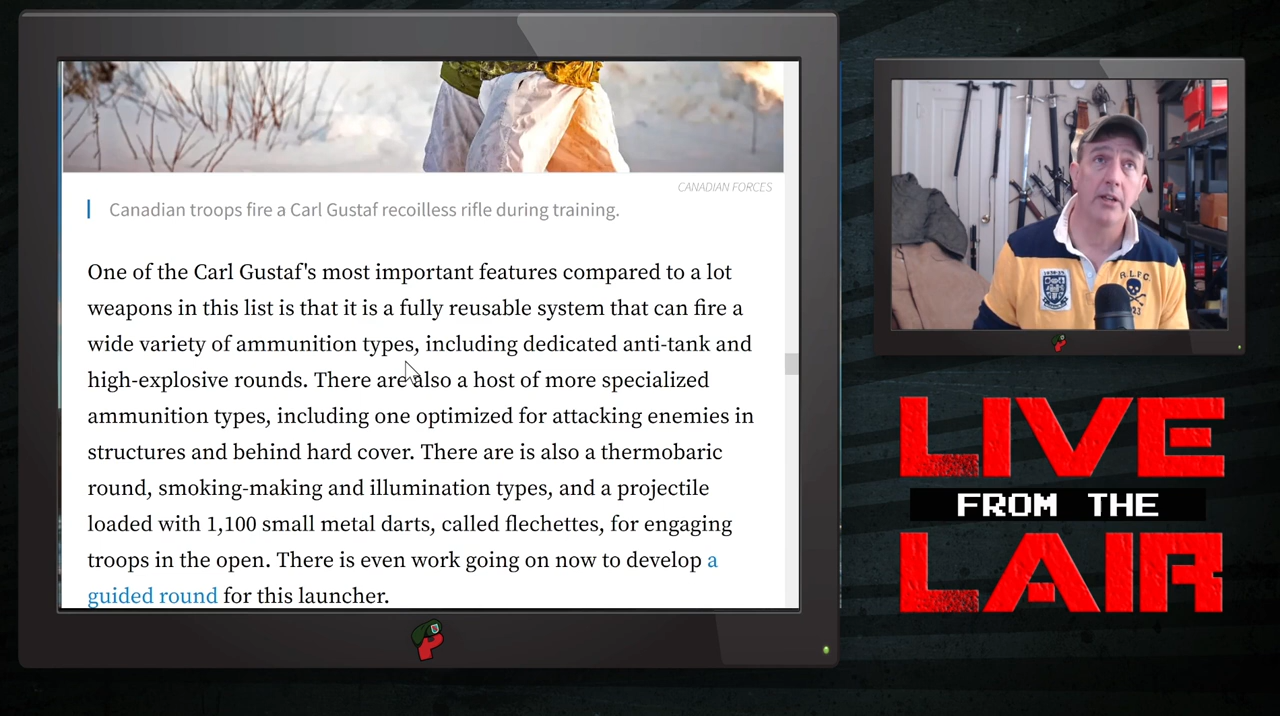 CANADIAN FORCES
Canadian troops fire a Carl Gustaf recoilless rifle during training.
One of the Carl Gustaf's most important features compared to a lot
weapons in this list is that it is a fully reusable system that can fire a
wide variety of ammunition types, including dedicated anti-tank and
high-explosive rounds. There are also a host of more specialized
ammunition types, including one optimized for attacking enemies in
structures and behind hard cover. There are is also a thermobaric
round, smoking-making and illumination types, and a projectile
loaded with 1,100 small metal darts, called flechettes, for engaging
troops in the open. There is even work going on now to develop a
guided round for this launcher.
R.L.F.C.
LIVE
FROM THE
LAIR